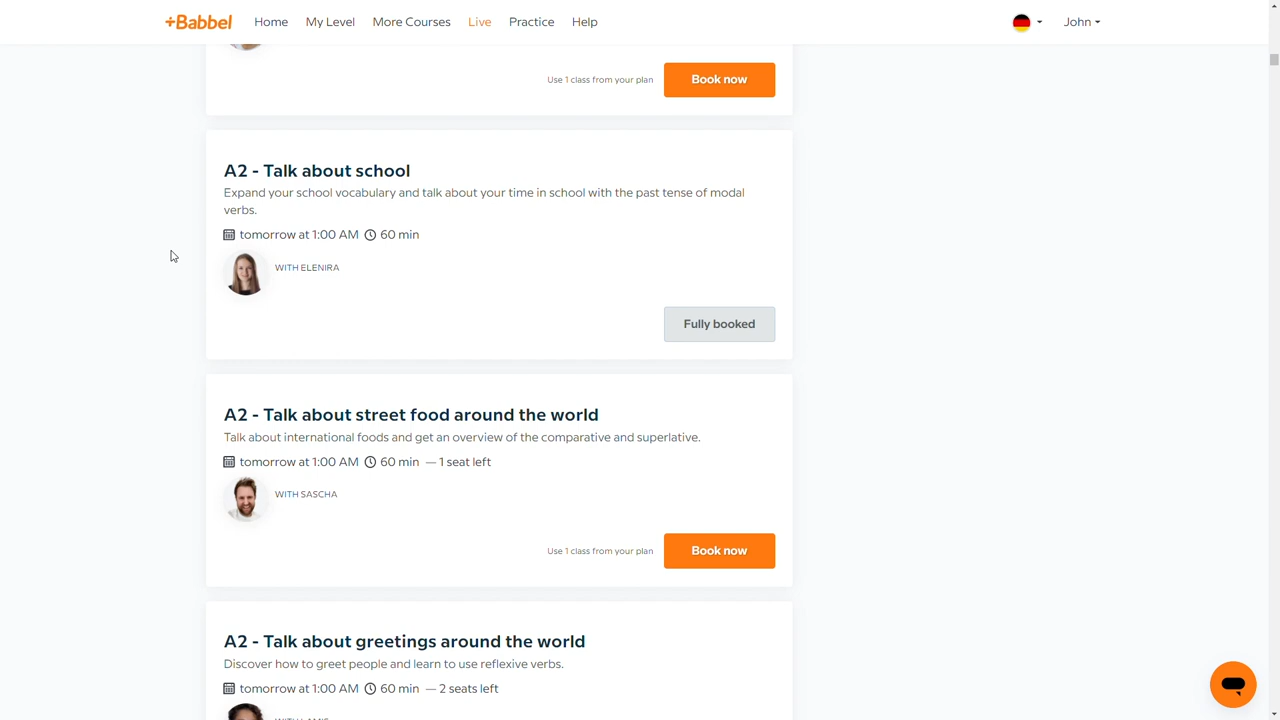 +Babbel Home My Level More Courses Live Practice Help John
Use 1 class from your plan Book now
A2 - Talk about school
Expand your school vocabulary and talk about your time in school with the past tense of modal
verbs.
tomorrow at 1:00 AM 60 min
WITH ELENIRA
Fully booked
A2 - Talk about street food around the world
Talk about international foods and get an overview of the comparative and superlative.
tomorrow at 1:00 AM 60 min — 1 seat left
WITH SASCHA
Use 1 class from your plan Book now
A2 - Talk about greetings around the world
Discover how to greet people and learn to use reflexive verbs.
tomorrow at 1:00 AM 60 min — 2 seats left